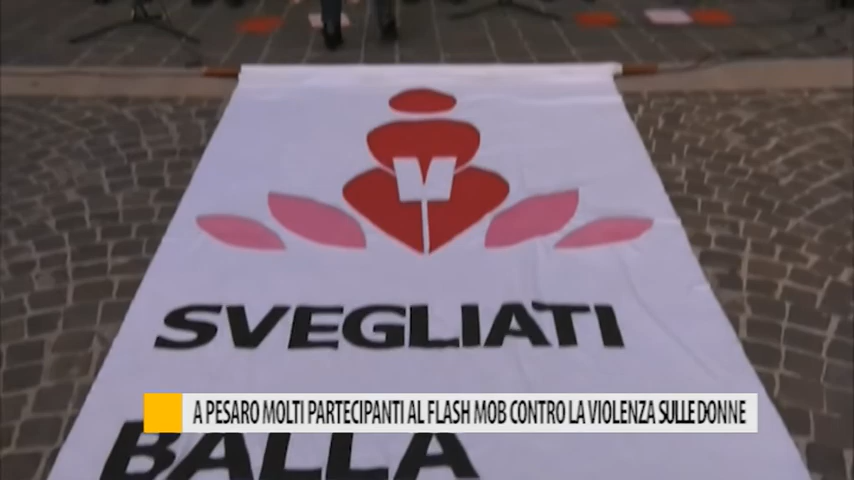 V
SVEGLIATI
A PESARO MOLTI PARTECIPANTI AL FLASH MOB CONTRO LA VIOLENZA SULLE DONNE
BALLA